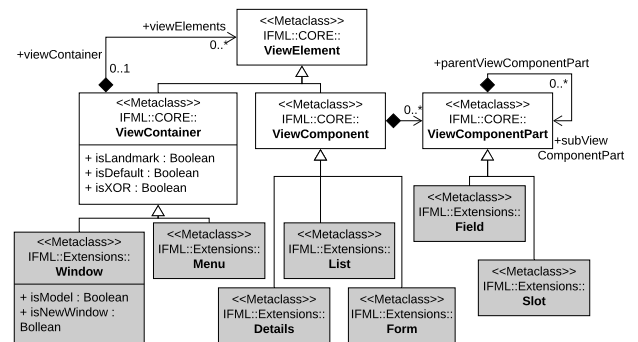 <<Metaclass>>
IFML::CORE::
ViewElement
+viewElements
0..*
+viewContainer
0..1
+parentViewComponentPart
0..*
<<Metaclass>>
IFML::CORE::
ViewContainer
+ isLandmark : Boolean
+ isDefault : Boolean
+ isXOR : Boolean
<<Metaclass>>
IFML::CORE::
ViewComponent
0..*
<<Metaclass>>
IFML::CORE::
ViewComponentPart
+subView
ComponentPart
<<Metaclass>>
IFML::Extensions::
Window
+ isModel : Boolean
+ isNewWindow :
Bollean
<<Metaclass>>
IFML::Extensions::
Menu
<<Metaclass>>
IFML::Extensions::
List
<<Metaclass>>
IFML::Extensions::
Field
<<Metaclass>>
IFML::Extensions::
Details
<<Metaclass>>
IFML::Extensions::
Form
<<Metaclass>>
IFML::Extensions::
Slot